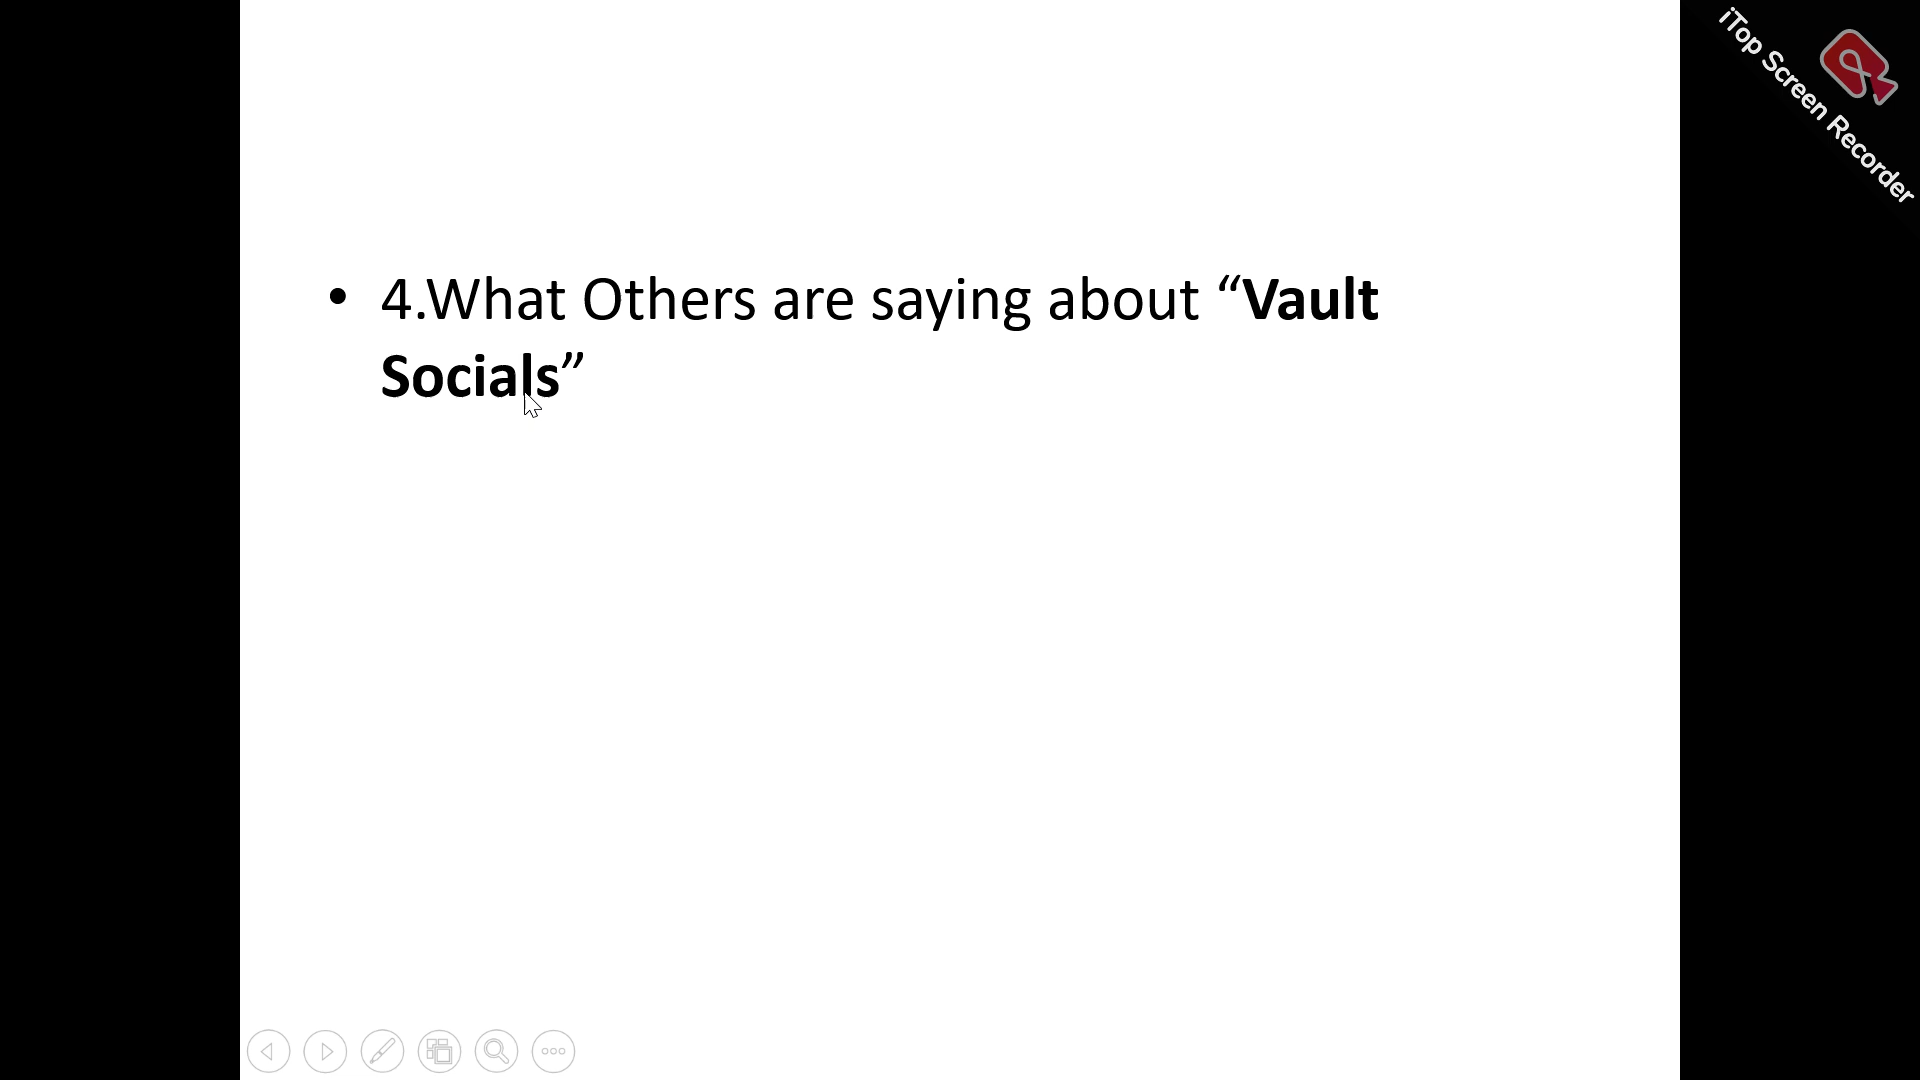 • 4.What Others are saying about “Vault
Socials”
iTop Screen Recorder